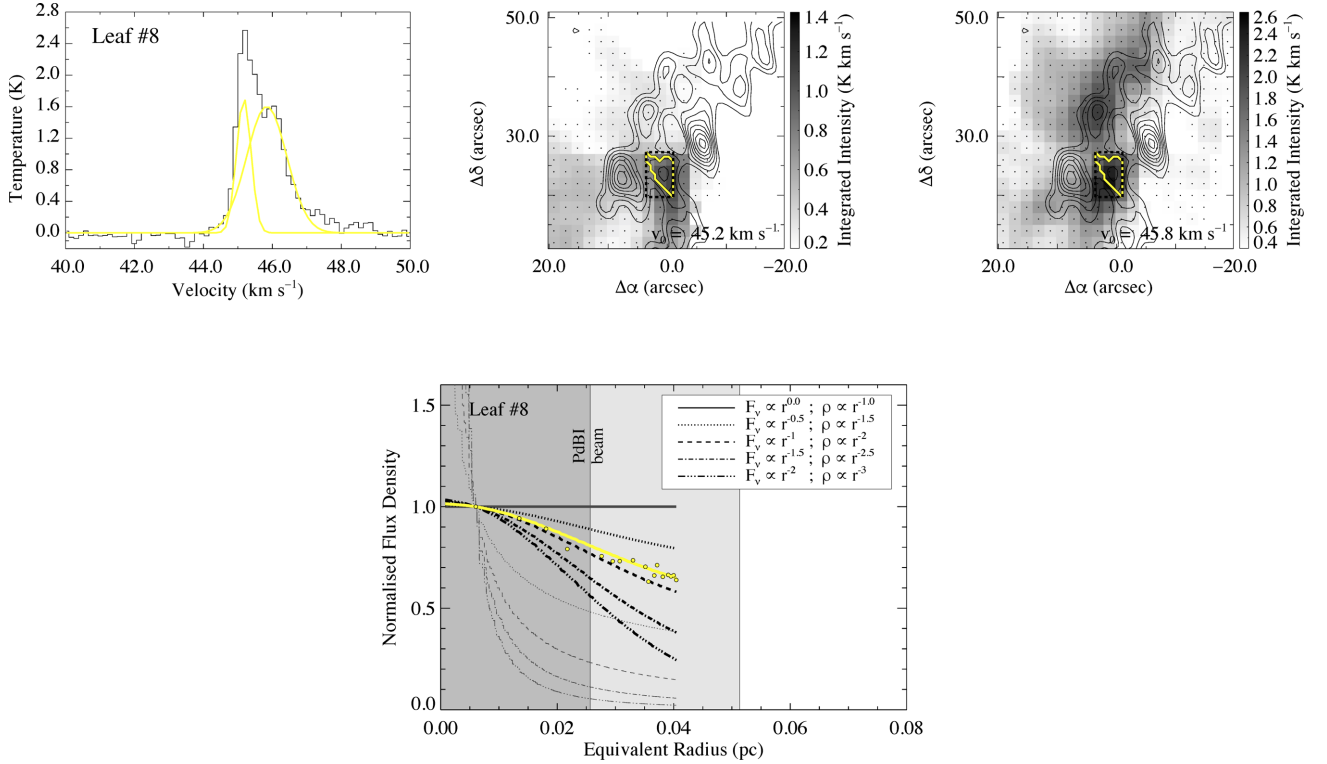 Leaf #8
Temperature (K)
2.8
2.4
2.0
1.6
1.2
0.8
0.4
0.0
40.0 42.0 44.0 46.0 48.0 50.0
Velocity (km s⁻¹)
50.0
30.0
Δδ (arcsec)
v₀ = 45.2 km s⁻¹
20.0 0.0 −20.0
Δα (arcsec)
1.4
1.2
1.0
0.8
0.6
0.4
0.2
Integrated Intensity (K km s⁻¹)
50.0
30.0
Δδ (arcsec)
v₀ = 45.8 km s⁻¹
20.0 0.0 −20.0
Δα (arcsec)
2.6
2.4
2.2
2.0
1.8
1.6
1.4
1.2
1.0
0.8
0.6
0.4
Integrated Intensity (K km s⁻¹)
Leaf #8
PdBI
beam
F_ν ∝ r^0.0 ; ρ ∝ r^-1.0
F_ν ∝ r^-0.5 ; ρ ∝ r^-1.5
F_ν ∝ r^-1 ; ρ ∝ r^-2
F_ν ∝ r^-1.5 ; ρ ∝ r^-2.5
F_ν ∝ r^-2 ; ρ ∝ r^-3
Normalised Flux Density
1.5
1.0
0.5
0.0
0.00 0.02 0.04 0.06 0.08
Equivalent Radius (pc)